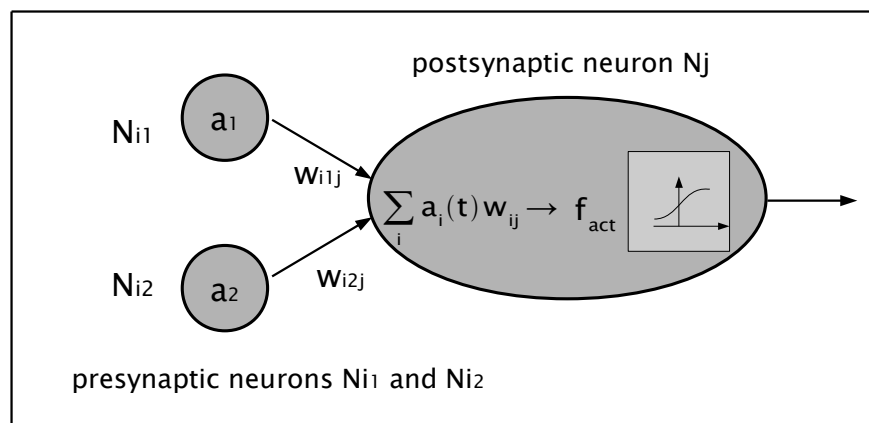 postsynaptic neuron Nj
Ni1
a1
wi1j
∑i ai(t) wij → fact
Ni2
a2
wi2j
presynaptic neurons Ni1 and Ni2